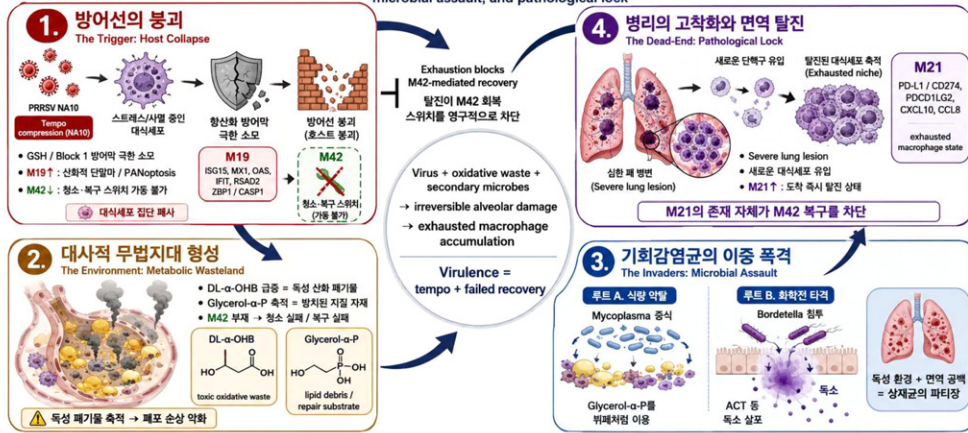 microbial assault, and pathological lock
1. 방어선의 붕괴
The Trigger: Host Collapse
PRRSV NA10
Tempo
compression (NA10)
스트레스/사멸 중인
대식세포
항산화 방어막
극한 소모
방어선 붕괴
(호스트 붕괴)
• GSH / Block 1 방어막 극한 소모
• M19↑ : 산화적 단말마 / PANoptosis
• M42↓ : 청소·복구 스위치 가동 불가
대식세포 집단 폐사
M19
ISG15, MX1, OAS,
IFIT, RSAD2
ZBP1 / CASP1
M42
청소·복구 스위치
(가동 불가)
2. 대사적 무법지대 형성
The Environment: Metabolic Wasteland
• DL-α-OHB 급증 = 독성 산화 폐기물
• Glycerol-α-P 축적 = 방치된 지질 자재
• M42 부재 → 청소 실패 / 복구 실패
DL-α-OHB
HO
OH
O
toxic oxidative waste
Glycerol-α-P
HO
O
P
OH
OH
lipid debris /
repair substrate
독성 폐기물 축적 → 폐포 손상 악화
Exhaustion blocks
M42-mediated recovery
탈진이 M42 회복
스위치를 영구적으로 차단
Virus + oxidative waste +
secondary microbes
→ irreversible alveolar damage
→ exhausted macrophage
accumulation
Virulence =
tempo + failed recovery
4. 병리의 고착화와 면역 탈진
The Dead-End: Pathological Lock
심한 폐 병변
(Severe lung lesion)
새로운 단핵구 유입
탈진된 대식세포 축적
(Exhausted niche)
• Severe lung lesion
• 새로운 대식세포 유입
• M21↑ : 도착 즉시 탈진 상태
M21
PD-L1 / CD274,
PDCD1LG2,
CXCL10, CCL8
exhausted
macrophage state
M21의 존재 자체가 M42 복구를 차단
3. 기회감염균의 이중 폭격
The Invaders: Microbial Assault
루트 A. 식량 약탈
Mycoplasma 증식
Glycerol-α-P를
뷔페처럼 이용
루트 B. 화학전 타격
Bordetella 침투
독소
ACT 등
독소 살포
독성 환경 + 면역 공백
= 상재균의 파티장